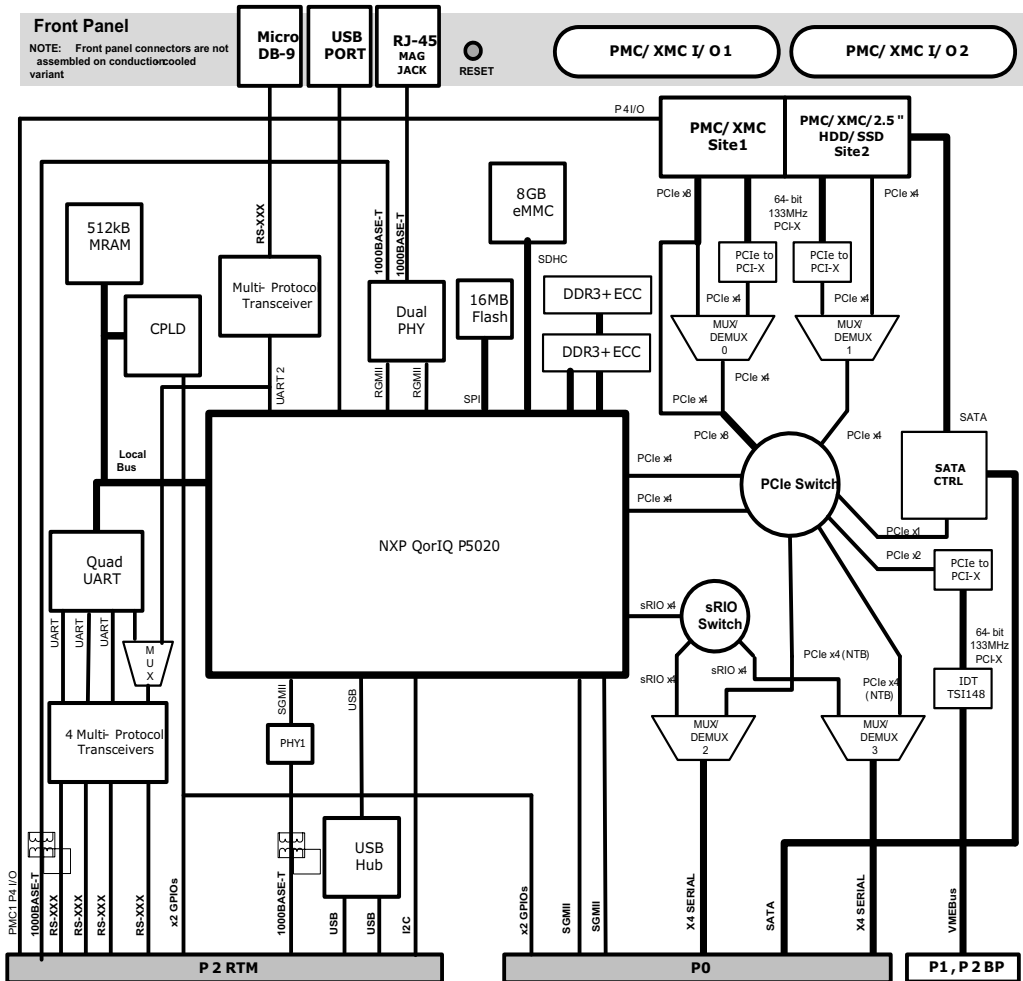 Front Panel
NOTE: Front panel connectors are not
assembled on conductioncooled
variant
Micro
DB-9
USB
PORT
RJ-45
MAG
JACK
RESET
PMC/ XMC I/ O 1
PMC/ XMC I/ O 2
P4 I/O
PMC/ XMC
Site1
PMC/ XMC/2.5 "
HDD/ SSD
Site2
PCIe x8
64- bit
133MHz
PCI-X
PCIe x4
512kB
MRAM
RS-XXX
1000BASE-T
1000BASE-T
8GB
eMMC
SDHC
PCIe to
PCI-X
PCIe to
PCI-X
CPLD
Multi- Protocol
Transceiver
Dual
PHY
16MB
Flash
DDR3+ECC
DDR3+ECC
PCIe x4
PCIe x4
MUX/
DEMUX
0
MUX/
DEMUX
1
UART 2
RGMII
RGMII
SPI
PCIe x4
PCIe x4
PCIe x8
PCIe x4
SATA
Local
Bus
PCIe x4
PCIe x4
PCIe Switch
SATA
CTRL
NXP QorIQ P5020
PCIe x1
PCIe x2
PCIe to
PCI-X
Quad
UART
UART
UART
UART
MUX
sRIO x4
sRIO
Switch
64- bit
133MHz
PCI-X
PCIe x4 (NTB)
sRIO x4
sRIO x4
PCIe x4
(NTB)
IDT
TSI148
SGMII
USB
4 Multi- Protocol
Transceivers
PHY1
MUX/
DEMUX
2
MUX/
DEMUX
3
USB
Hub
PMC1 P4 I/O
1000BASE-T
RS-XXX
RS-XXX
RS-XXX
RS-XXX
x2 GPIOs
1000BASE-T
USB
USB
I2C
x2 GPIOs
SGMII
SGMII
X4 SERIAL
SATA
X4 SERIAL
VMEBus
P 2 RTM
P0
P1 , P 2 BP